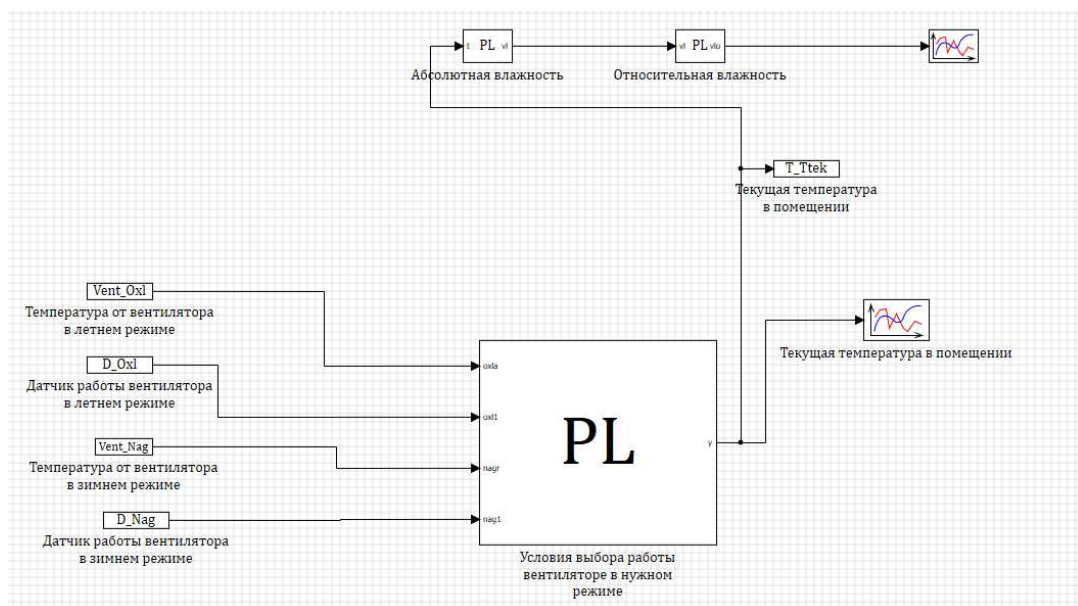 t PL vl
vl PL vlo
Абсолютная влажность
Относительная влажность
T_Ttek
Текущая температура
в помещении
Vent_Oxl
Температура от вентилятора
в летнем режиме
D_Oxl
Датчик работы вентилятора
в летнем режиме
Vent_Nag
Температура от вентилятора
в зимнем режиме
D_Nag
Датчик работы вентилятора
в зимнем режиме
oxla
oxl1
nagr
nag1
PL
y
Условия выбора работы
вентиляторе в нужном
режиме
Текущая температура в помещении